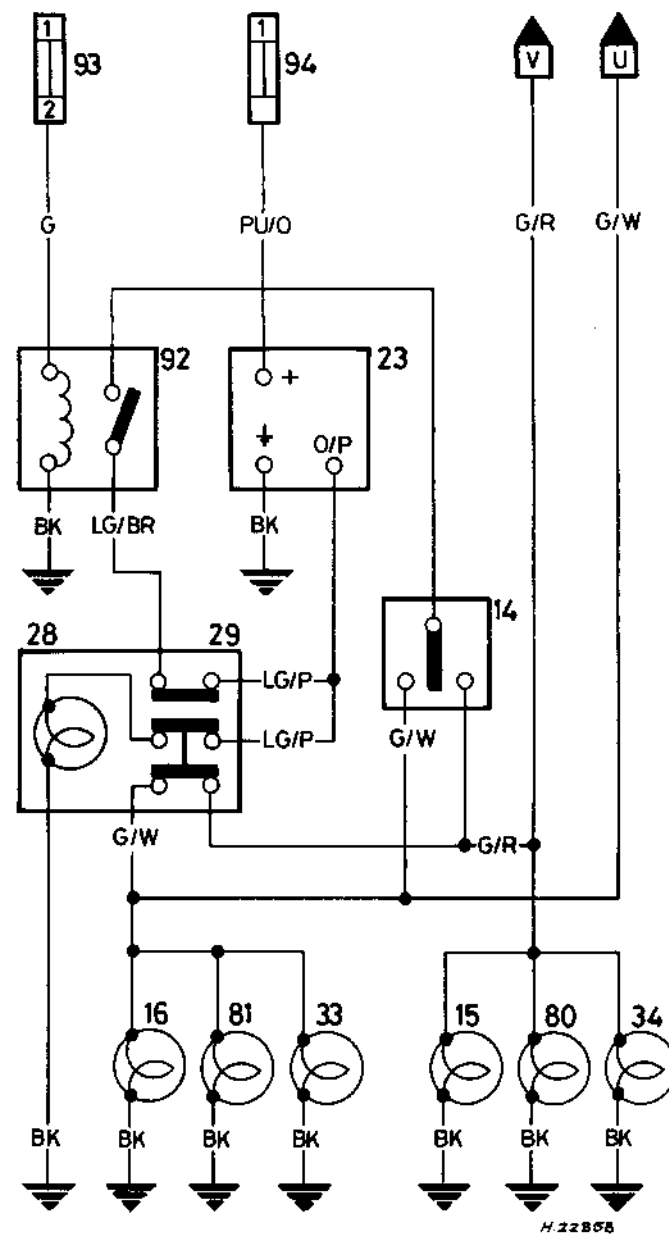 1 1
93 94
2
V U
G PU/O G/R G/W
92 23
+
O/P
BK LG/BR BK
28 29 14
LG/P
G/W
LG/P
G/W G/R
16 81 33 15 80 34
BK BK BK BK BK BK BK
H.22858